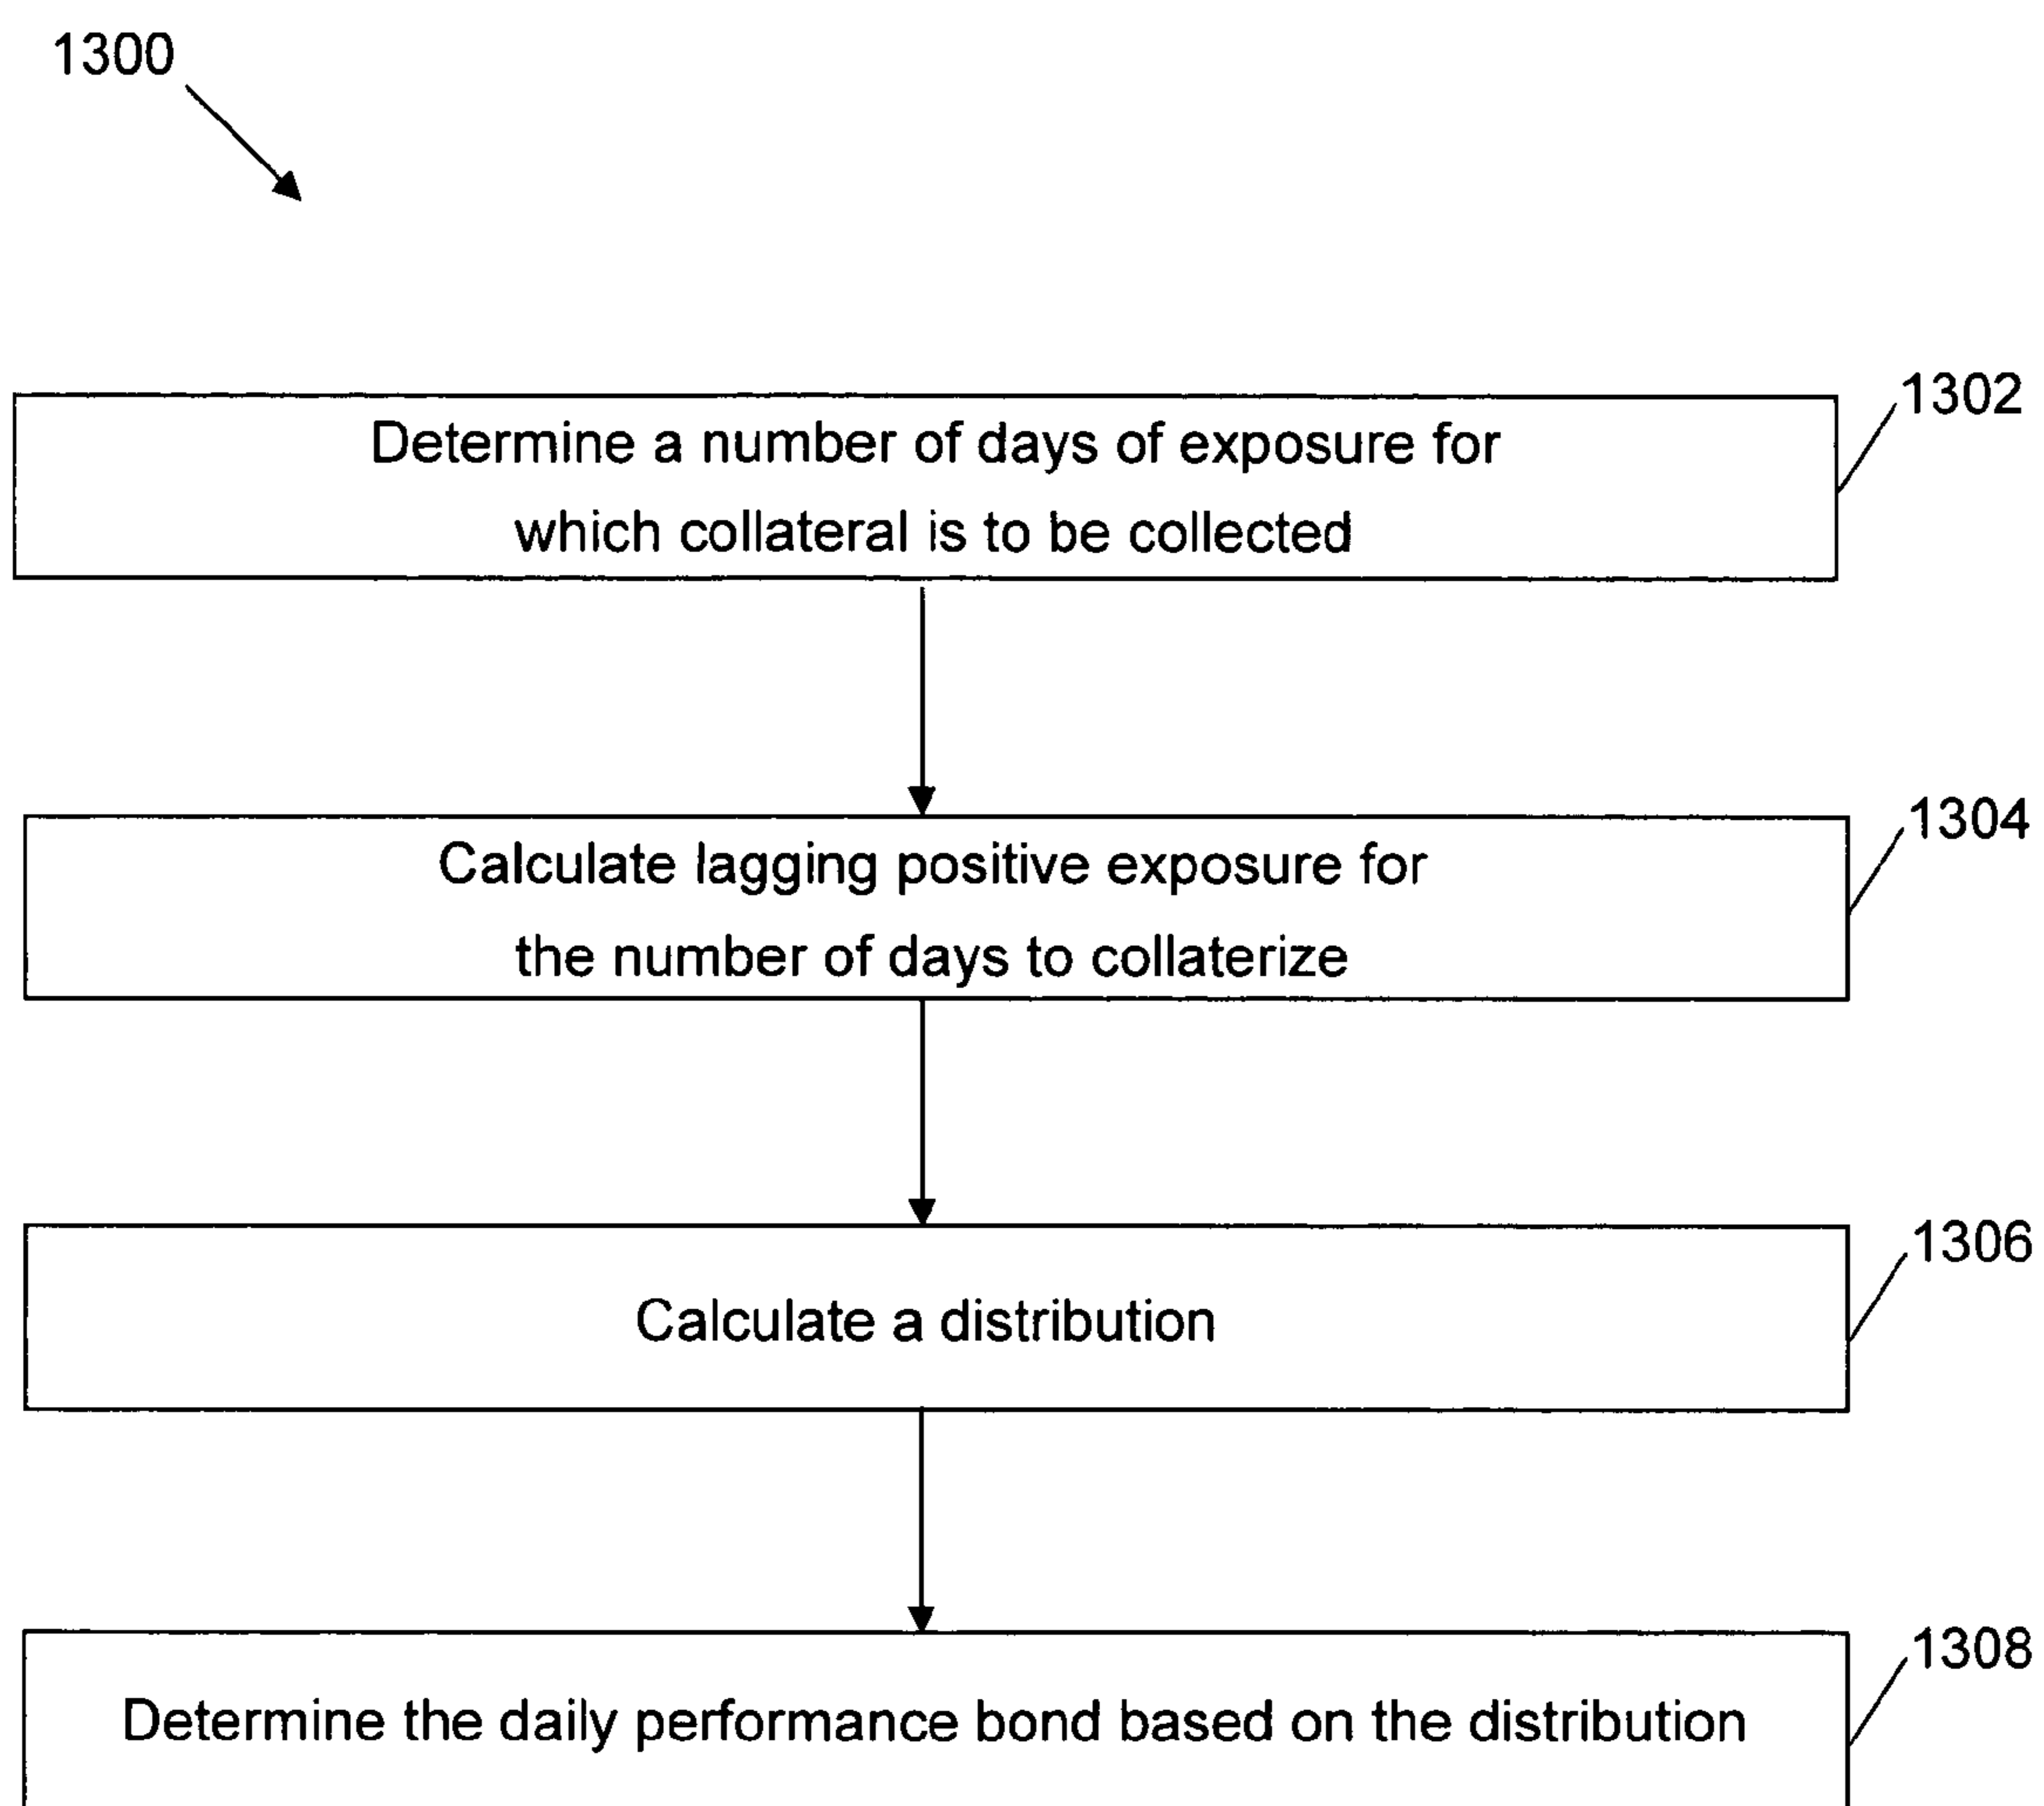 1300
1302
Determine a number of days of exposure for
which collateral is to be collected
1304
Calculate lagging positive exposure for
the number of days to collaterize
1306
Calculate a distribution
1308
Determine the daily performance bond based on the distribution